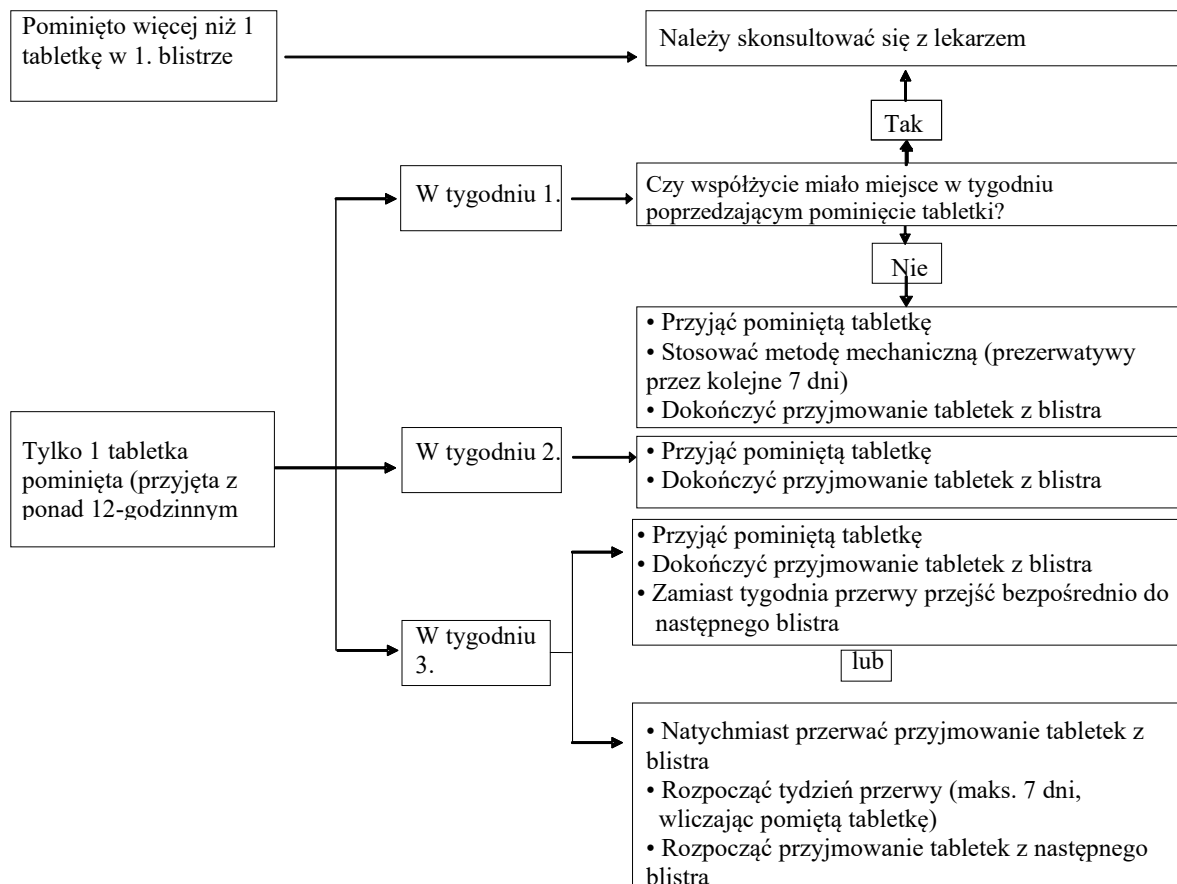 Pominięto więcej niż 1
tabletkę w 1. blistrze
Należy skonsultować się z lekarzem
Tak
W tygodniu 1.
Czy współżycie miało miejsce w tygodniu
poprzedzającym pominięcie tabletki?
Nie
• Przyjąć pominiętą tabletkę
• Stosować metodę mechaniczną (prezerwatywy
przez kolejne 7 dni)
• Dokończyć przyjmowanie tabletek z blistra
Tylko 1 tabletka
pominięta (przyjęta z
ponad 12-godzinnym
W tygodniu 2.
• Przyjąć pominiętą tabletkę
• Dokończyć przyjmowanie tabletek z blistra
W tygodniu
3.
• Przyjąć pominiętą tabletkę
• Dokończyć przyjmowanie tabletek z blistra
• Zamiast tygodnia przerwy przejść bezpośrednio do
następnego blistra
lub
• Natychmiast przerwać przyjmowanie tabletek z
blistra
• Rozpocząć tydzień przerwy (maks. 7 dni,
wliczając pomiętą tabletkę)
• Rozpocząć przyjmowanie tabletek z następnego
blistra